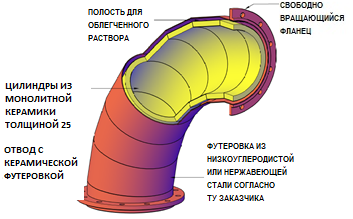 ПОЛОСТЬ ДЛЯ
ОБЛЕГЧЕННОГО
РАСТВОРА
СВОБОДНО
ВРАЩАЮЩИЙСЯ
ФЛАНЕЦ
ЦИЛИНДРЫ ИЗ
МОНОЛИТНОЙ
КЕРАМИКИ
ТОЛЩИНОЙ 25
ОТВОД С
КЕРАМИЧЕСКОЙ
ФУТЕРОВКОЙ
ФУТЕРОВКА ИЗ
НИЗКОУГЛЕРОДИСТОЙ
ИЛИ НЕРЖАВЕЮЩЕЙ
СТАЛИ СОГЛАСНО
ТУ ЗАКАЗЧИКА